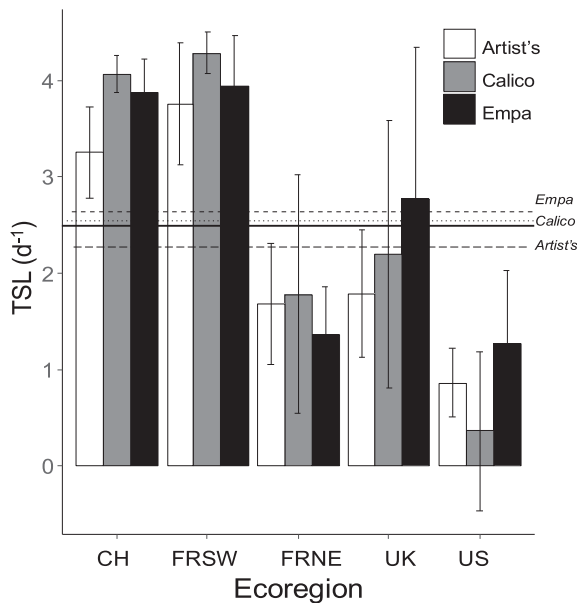 Artist's
Calico
Empa
4
3
2
1
0
TSL (d-1)
Empa
Calico
Artist's
CH FRSW FRNE UK US
Ecoregion